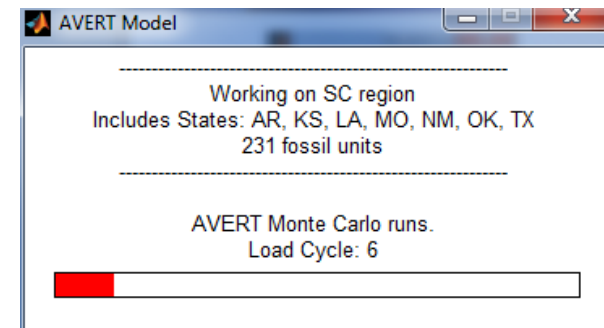 AVERT Model
------------------------------------------------------------
Working on SC region
Includes States: AR, KS, LA, MO, NM, OK, TX
231 fossil units
------------------------------------------------------------
AVERT Monte Carlo runs.
Load Cycle: 6